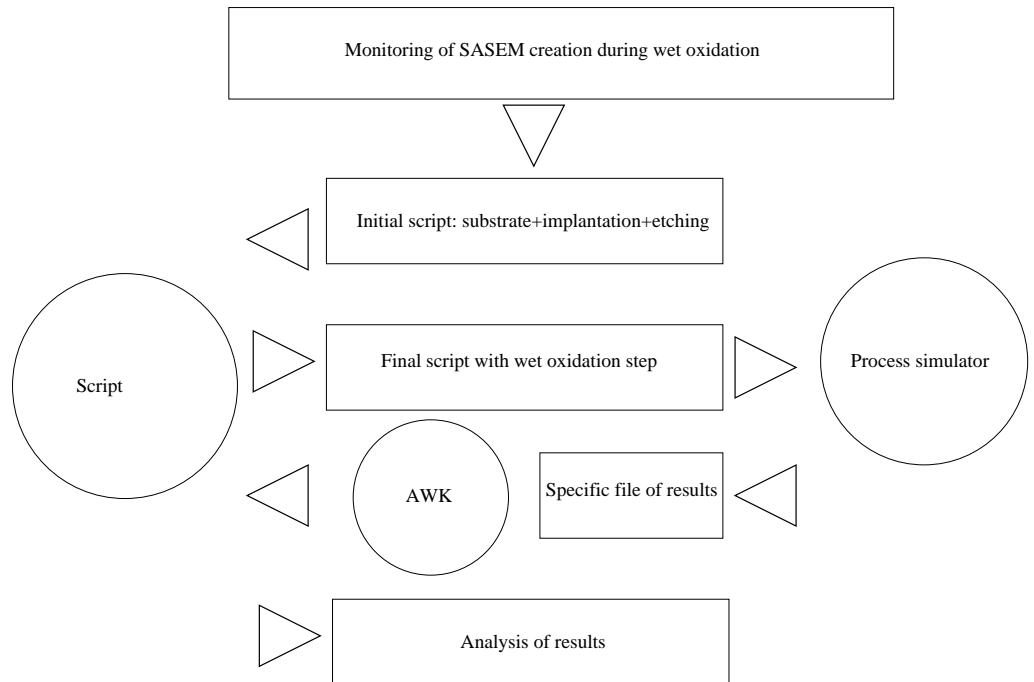 Monitoring of SASEM creation during wet oxidation
Initial script: substrate+implantation+etching
Script
Final script with wet oxidation step
Process simulator
AWK
Specific file of results
Analysis of results